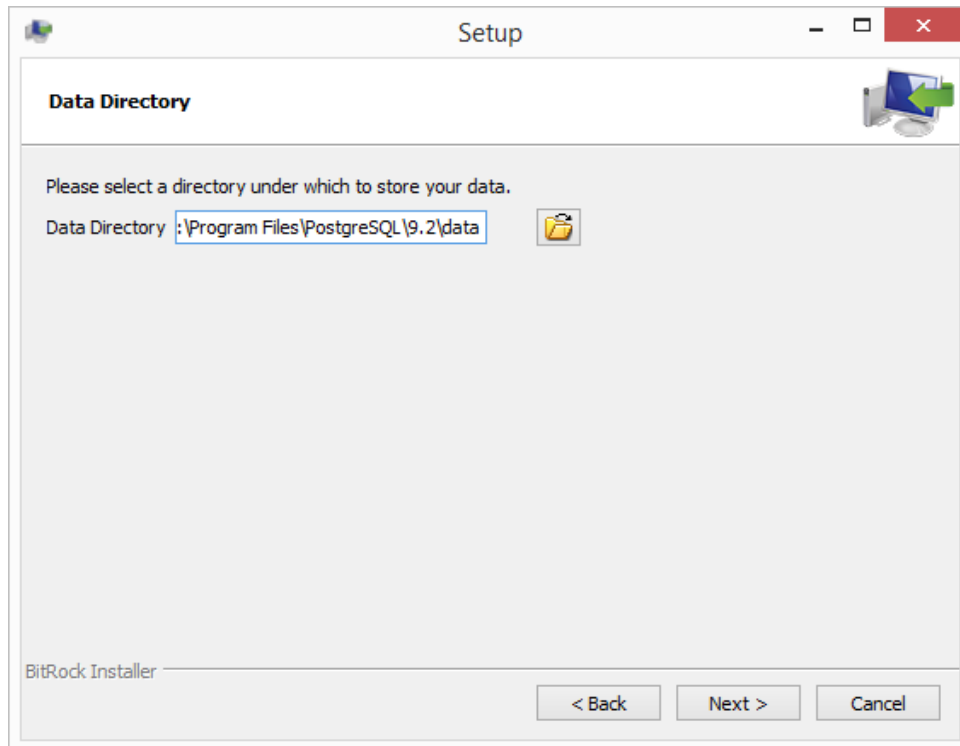 Setup
Data Directory
Please select a directory under which to store your data.
Data Directory :\Program Files\PostgreSQL\9.2\data
BitRock Installer
< Back Next > Cancel